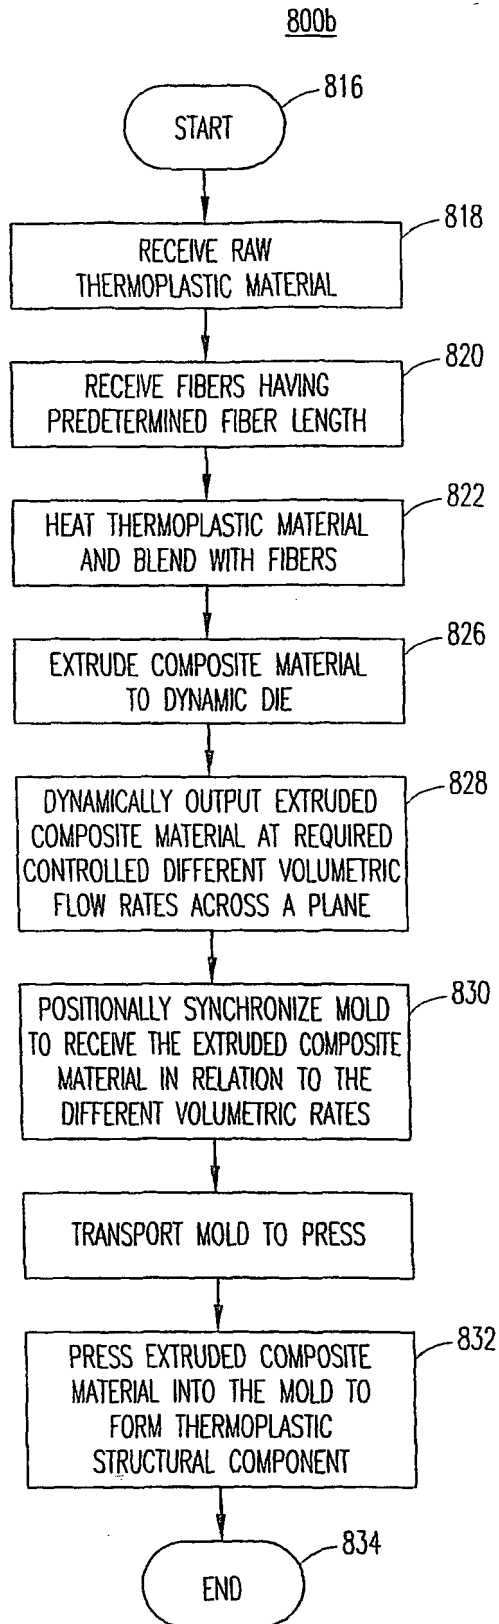 800b
816
START
818
RECEIVE RAW
THERMOPLASTIC MATERIAL
820
RECEIVE FIBERS HAVING
PREDETERMINED FIBER LENGTH
822
HEAT THERMOPLASTIC MATERIAL
AND BLEND WITH FIBERS
826
EXTRUDE COMPOSITE MATERIAL
TO DYNAMIC DIE
828
DYNAMICALLY OUTPUT EXTRUDED
COMPOSITE MATERIAL AT REQUIRED
CONTROLLED DIFFERENT VOLUMETRIC
FLOW RATES ACROSS A PLANE
830
POSITIONALLY SYNCHRONIZE MOLD
TO RECEIVE THE EXTRUDED COMPOSITE
MATERIAL IN RELATION TO THE
DIFFERENT VOLUMETRIC RATES
TRANSPORT MOLD TO PRESS
832
PRESS EXTRUDED COMPOSITE
MATERIAL INTO THE MOLD TO
FORM THERMOPLASTIC
STRUCTURAL COMPONENT
834
END